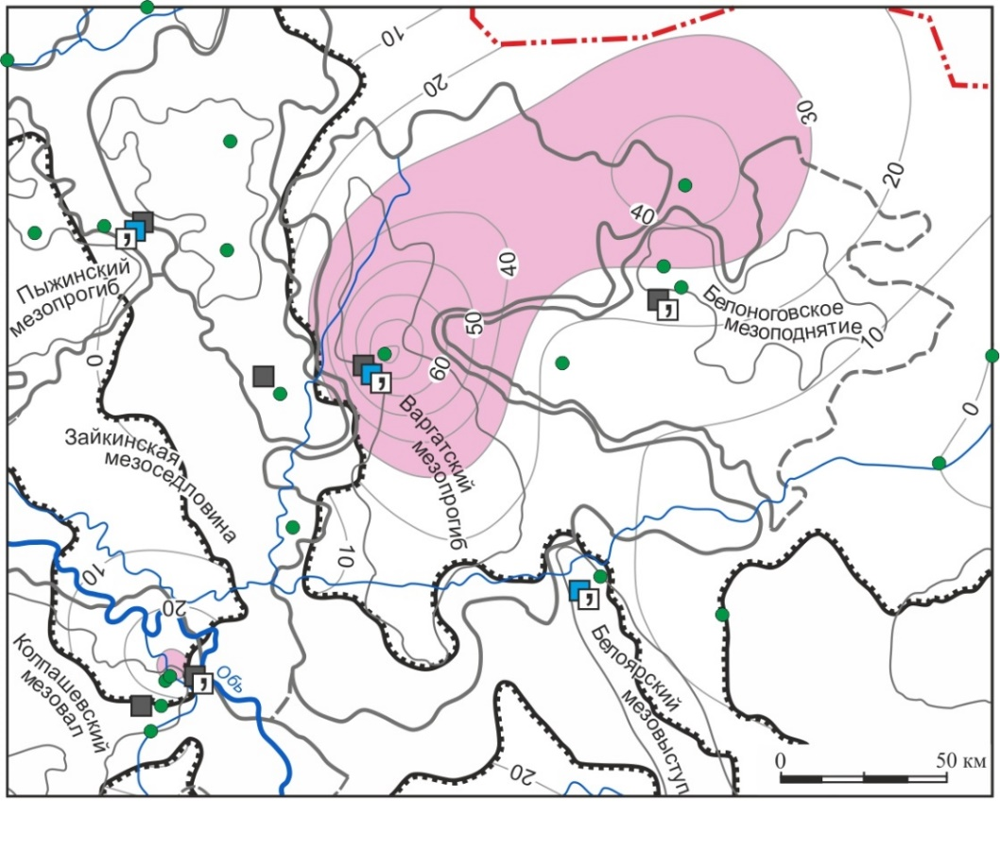 10
20
30
20
40
40
Пыжинский
мезопрогиб
50
Белоноговское
мезоподнятие
10
0
60
0
Варгатский
мезопрогиб
Зайкинская
мезоседловина
10
10
20
Колпашевский
мезовал
Обь
Белоярский
мезовыступ
20
0 50 км